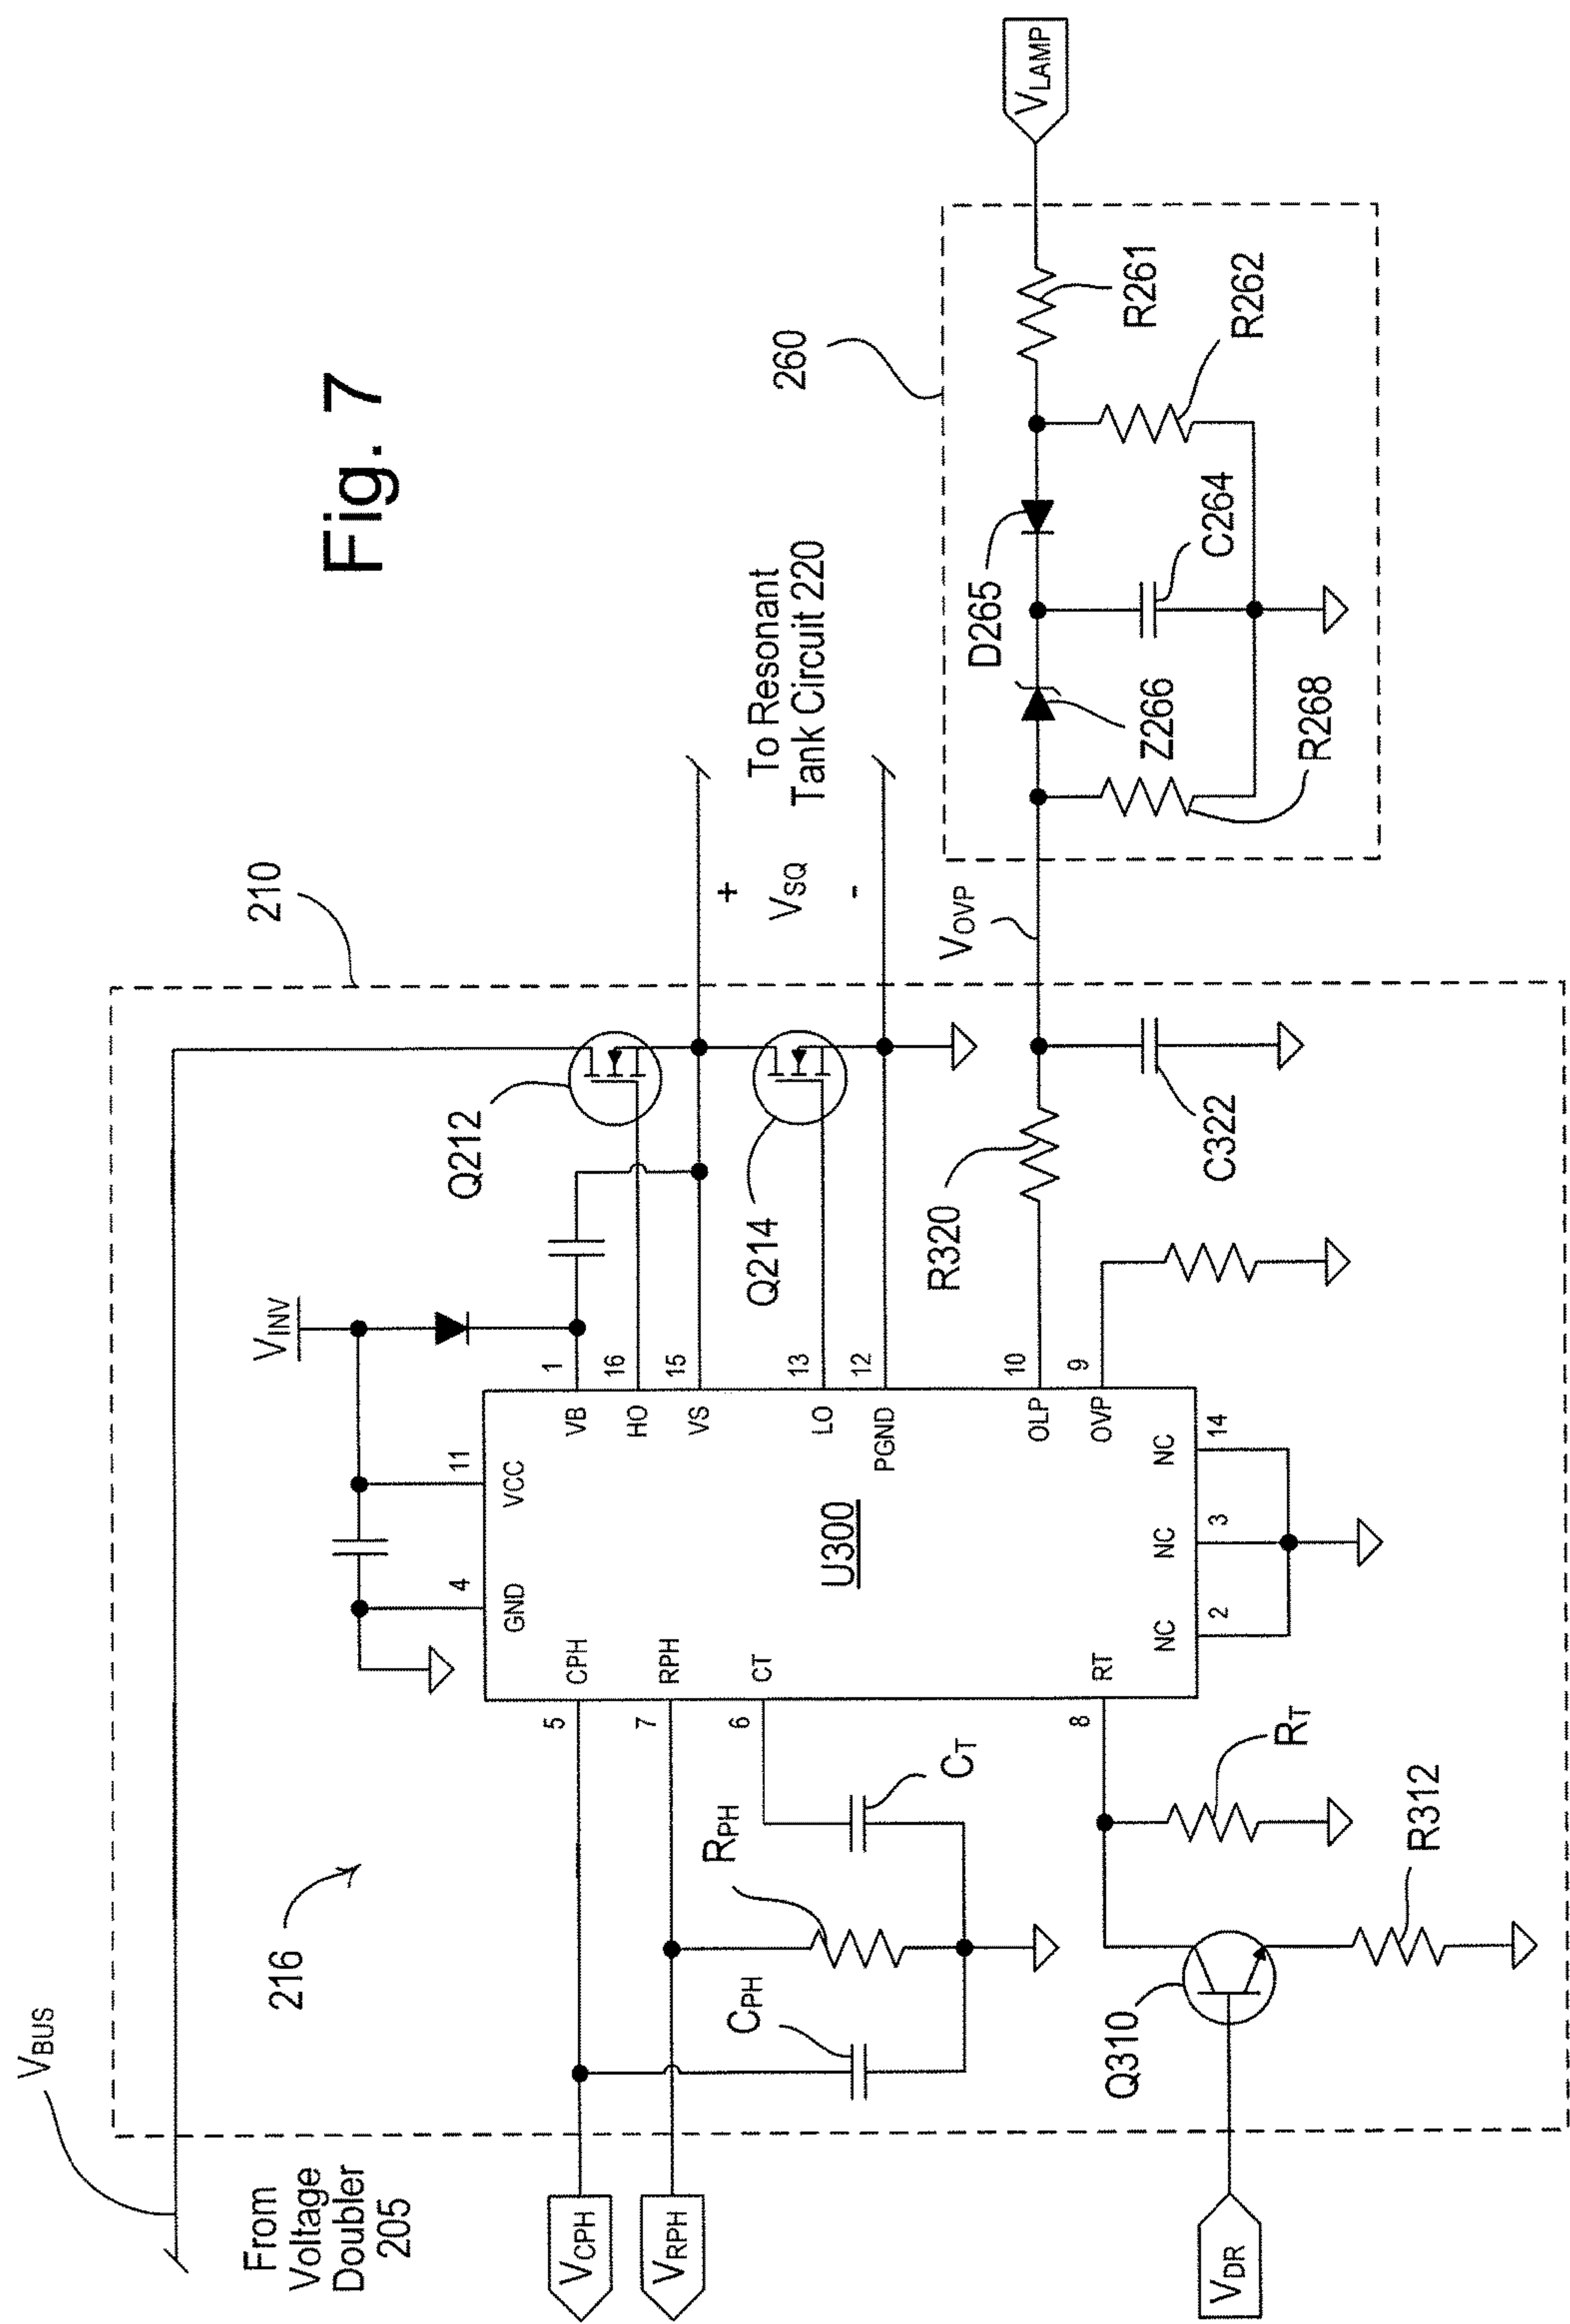 Fig. 7
VBUS
From
Voltage
Doubler
205
216
210
VINV
VCPH
VRPH
VDR
CPH
RPH
CT
RT
5
7
6
8
GND
4
VCC
11
VB
1
HO
16
VS
15
LO
13
PGND
12
OLP
10
OVP
9
NC
2
NC
3
NC
14
U300
CPH
RPH
CT
RT
Q310
R312
Q212
Q214
R320
C322
+
VSQ
-
To Resonant
Tank Circuit 220
VOVP
260
D265
Z266
R268
C264
R262
R261
VLAMP